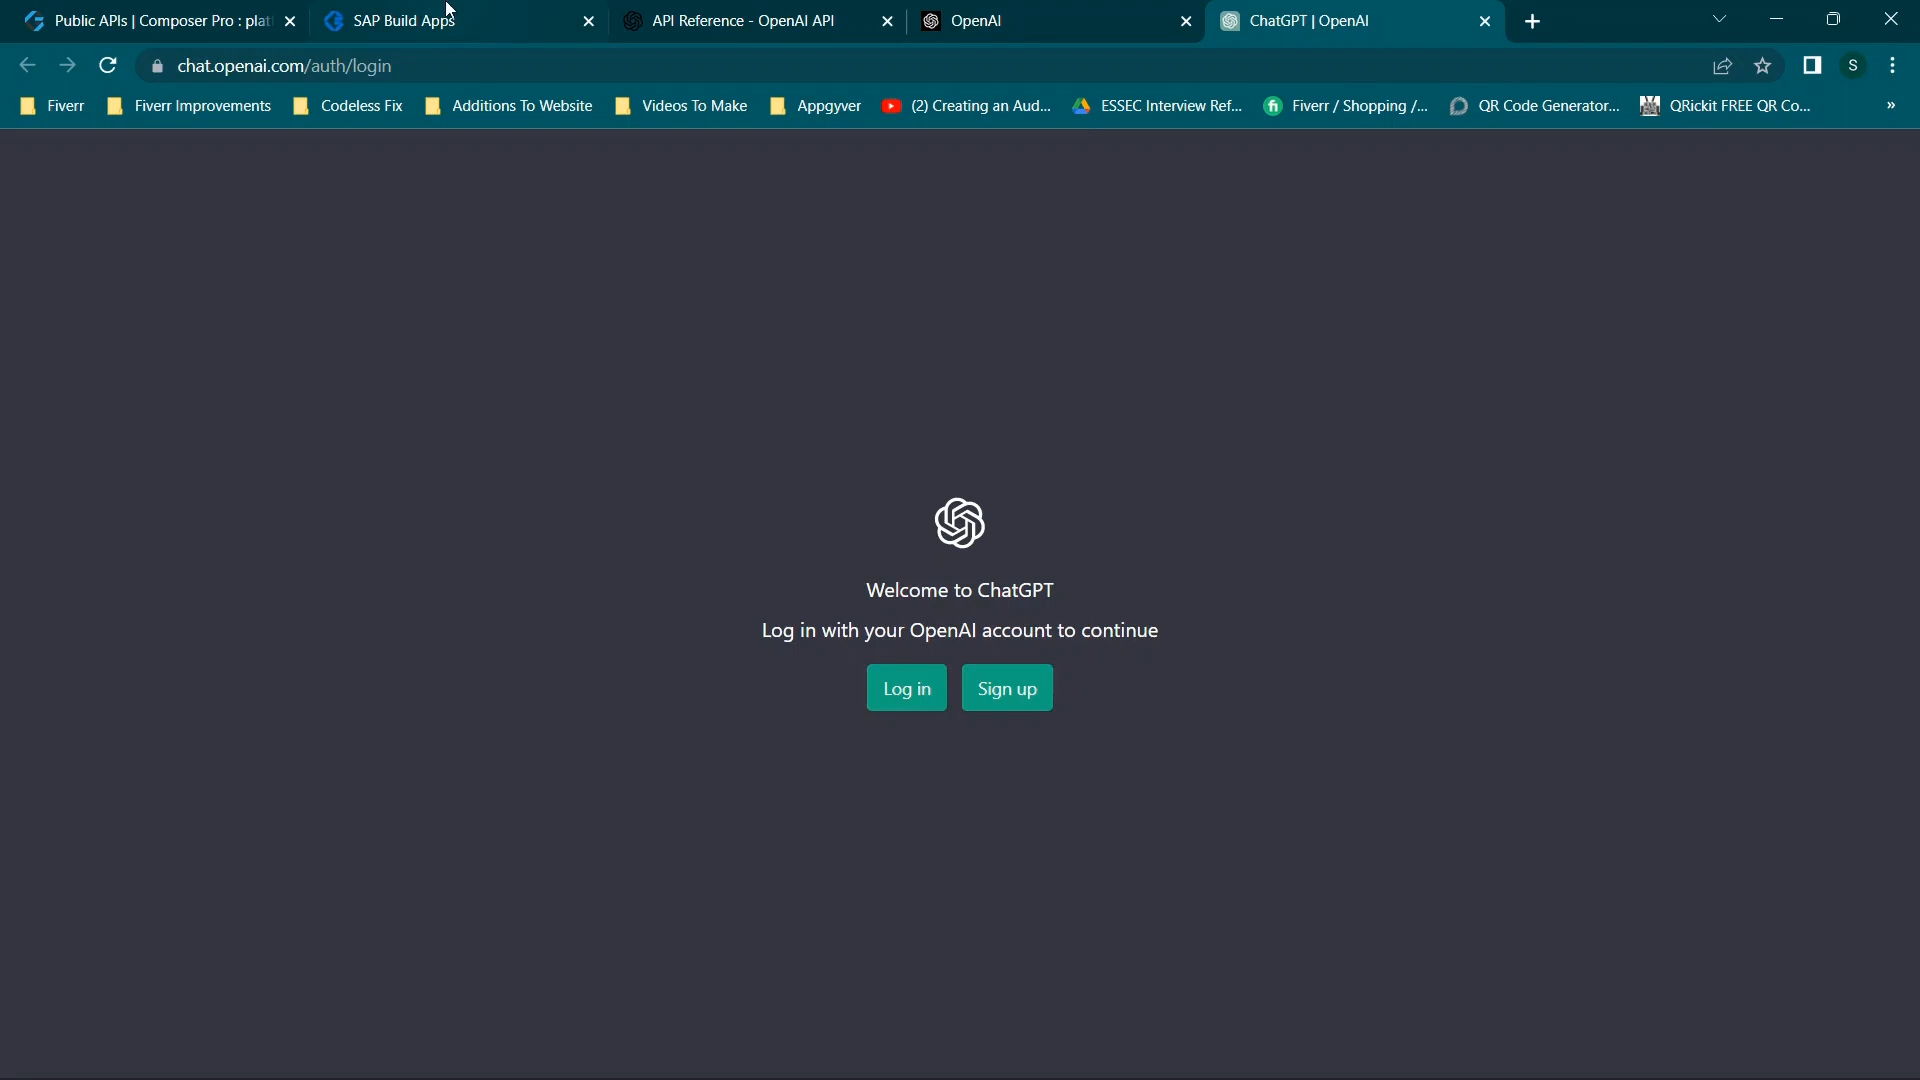 Public APIs | Composer Pro : plat
SAP Build Apps
API Reference - OpenAI API
OpenAI
ChatGPT | OpenAI
chat.openai.com/auth/login
S
Fiverr
Fiverr Improvements
Codeless Fix
Additions To Website
Videos To Make
Appgyver
(2) Creating an Aud...
ESSEC Interview Ref...
Fiverr / Shopping /...
QR Code Generator...
QRickit FREE QR Co...
»
Welcome to ChatGPT
Log in with your OpenAI account to continue
Log in
Sign up